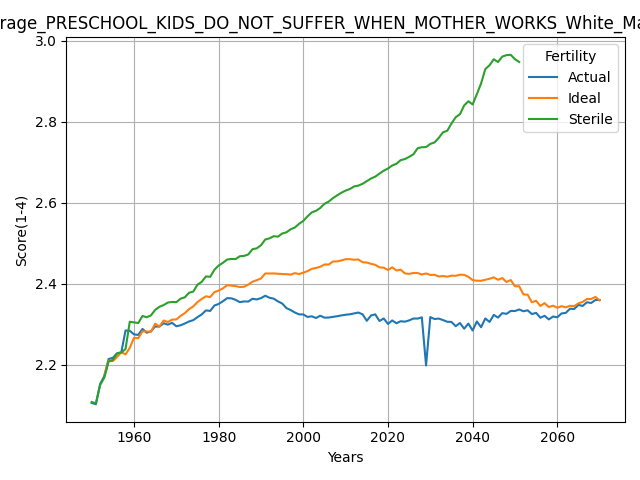 rage_PRESCHOOL_KIDS_DO_NOT_SUFFER_WHEN_MOTHER_WORKS_White_Ma
3.0
2.8
2.6
2.4
2.2
Score(1-4)
Fertility
Actual
Ideal
Sterile
1960 1980 2000 2020 2040 2060
Years